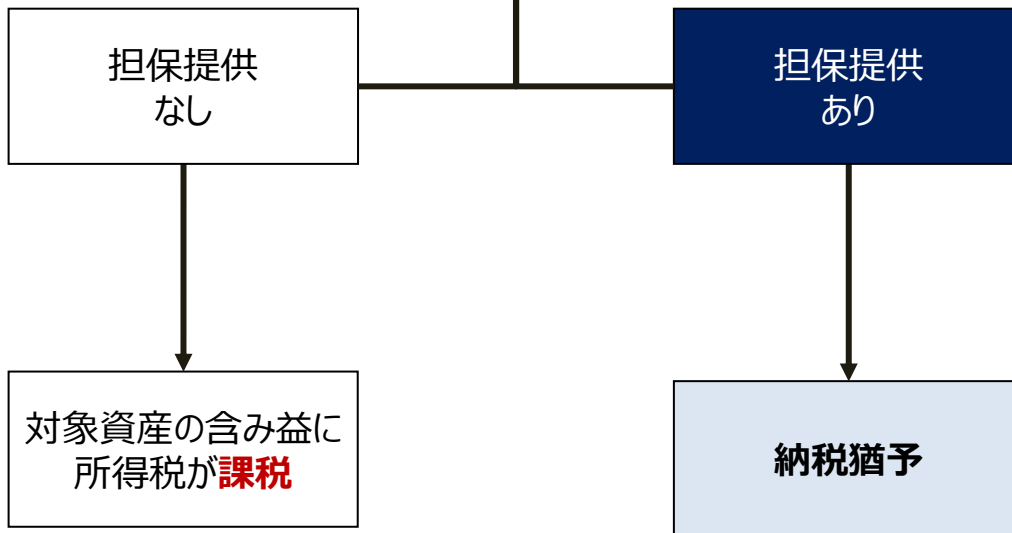 担保提供
なし
担保提供
あり
対象資産の含み益に
所得税が課税
納税猶予